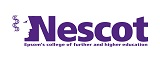 Nescot
Epsom's college of further and higher education